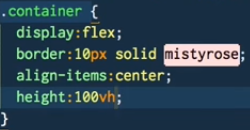 .container {
  display:flex;
  border:10px solid mistyrose;
  align-items:center;
  height:100vh;
}